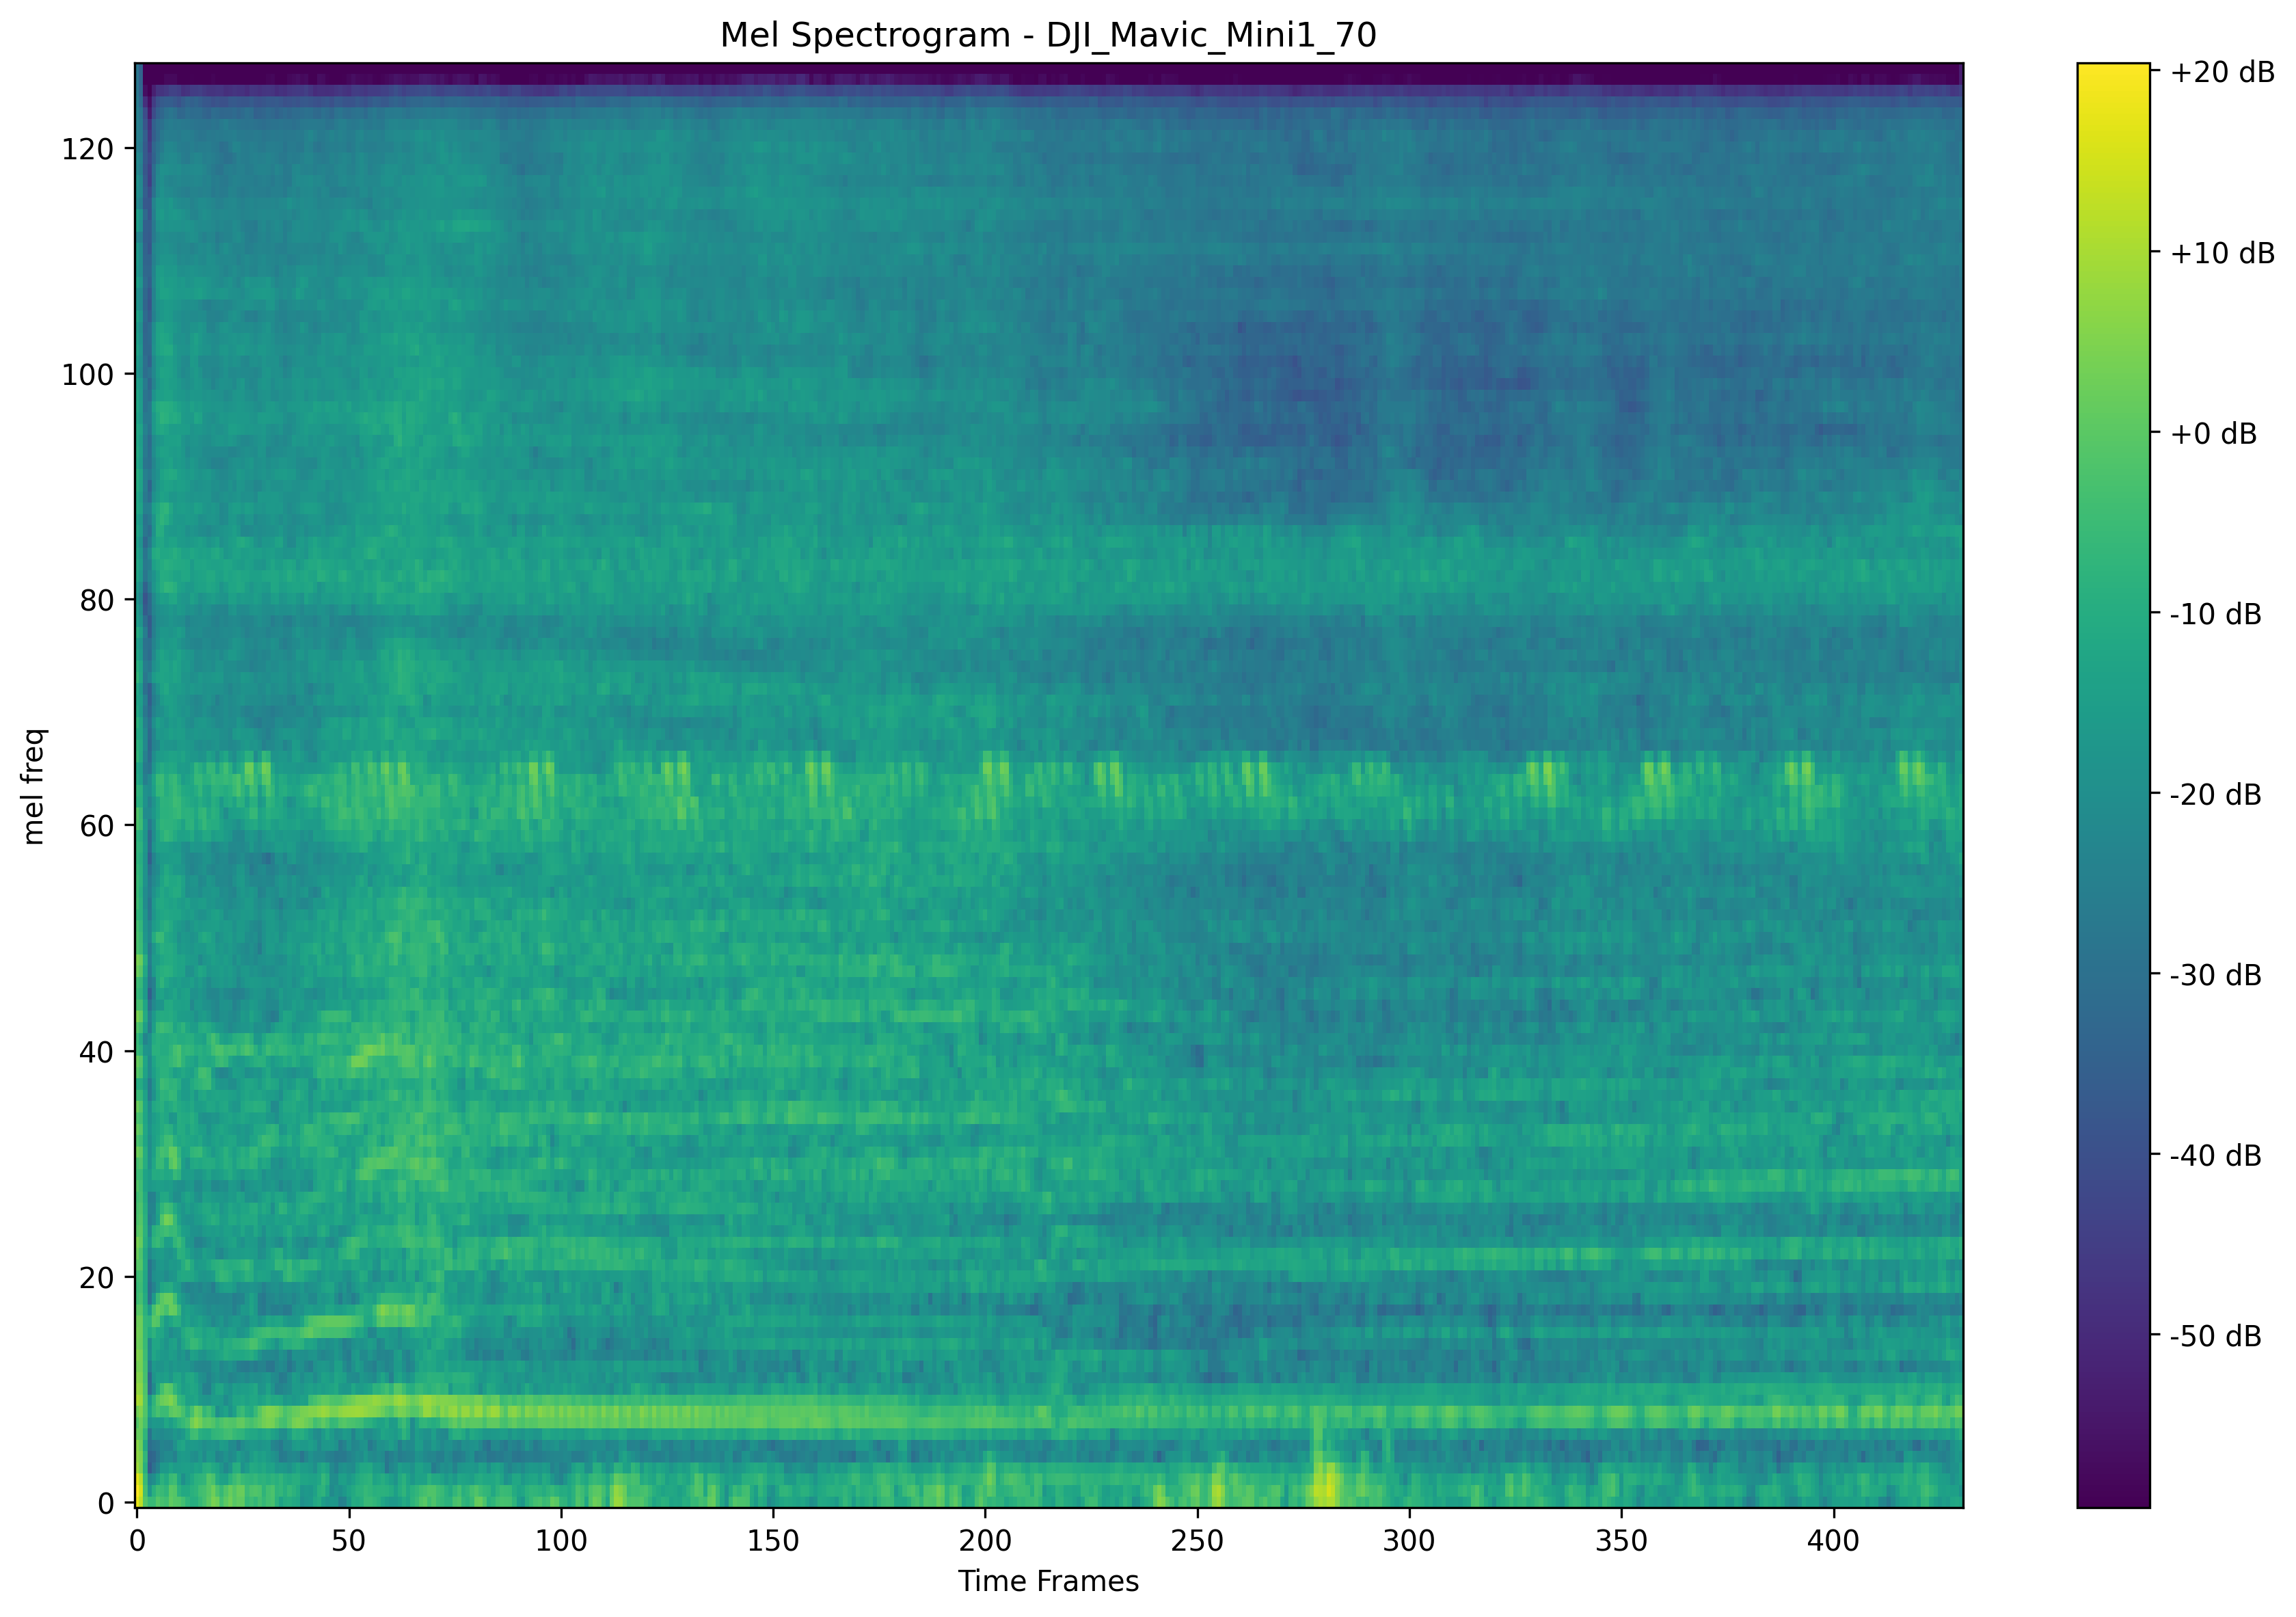 Mel Spectrogram - DJI_Mavic_Mini1_70
mel freq
120
100
80
60
40
20
0
0 50 100 150 200 250 300 350 400
Time Frames
+20 dB
+10 dB
+0 dB
-10 dB
-20 dB
-30 dB
-40 dB
-50 dB